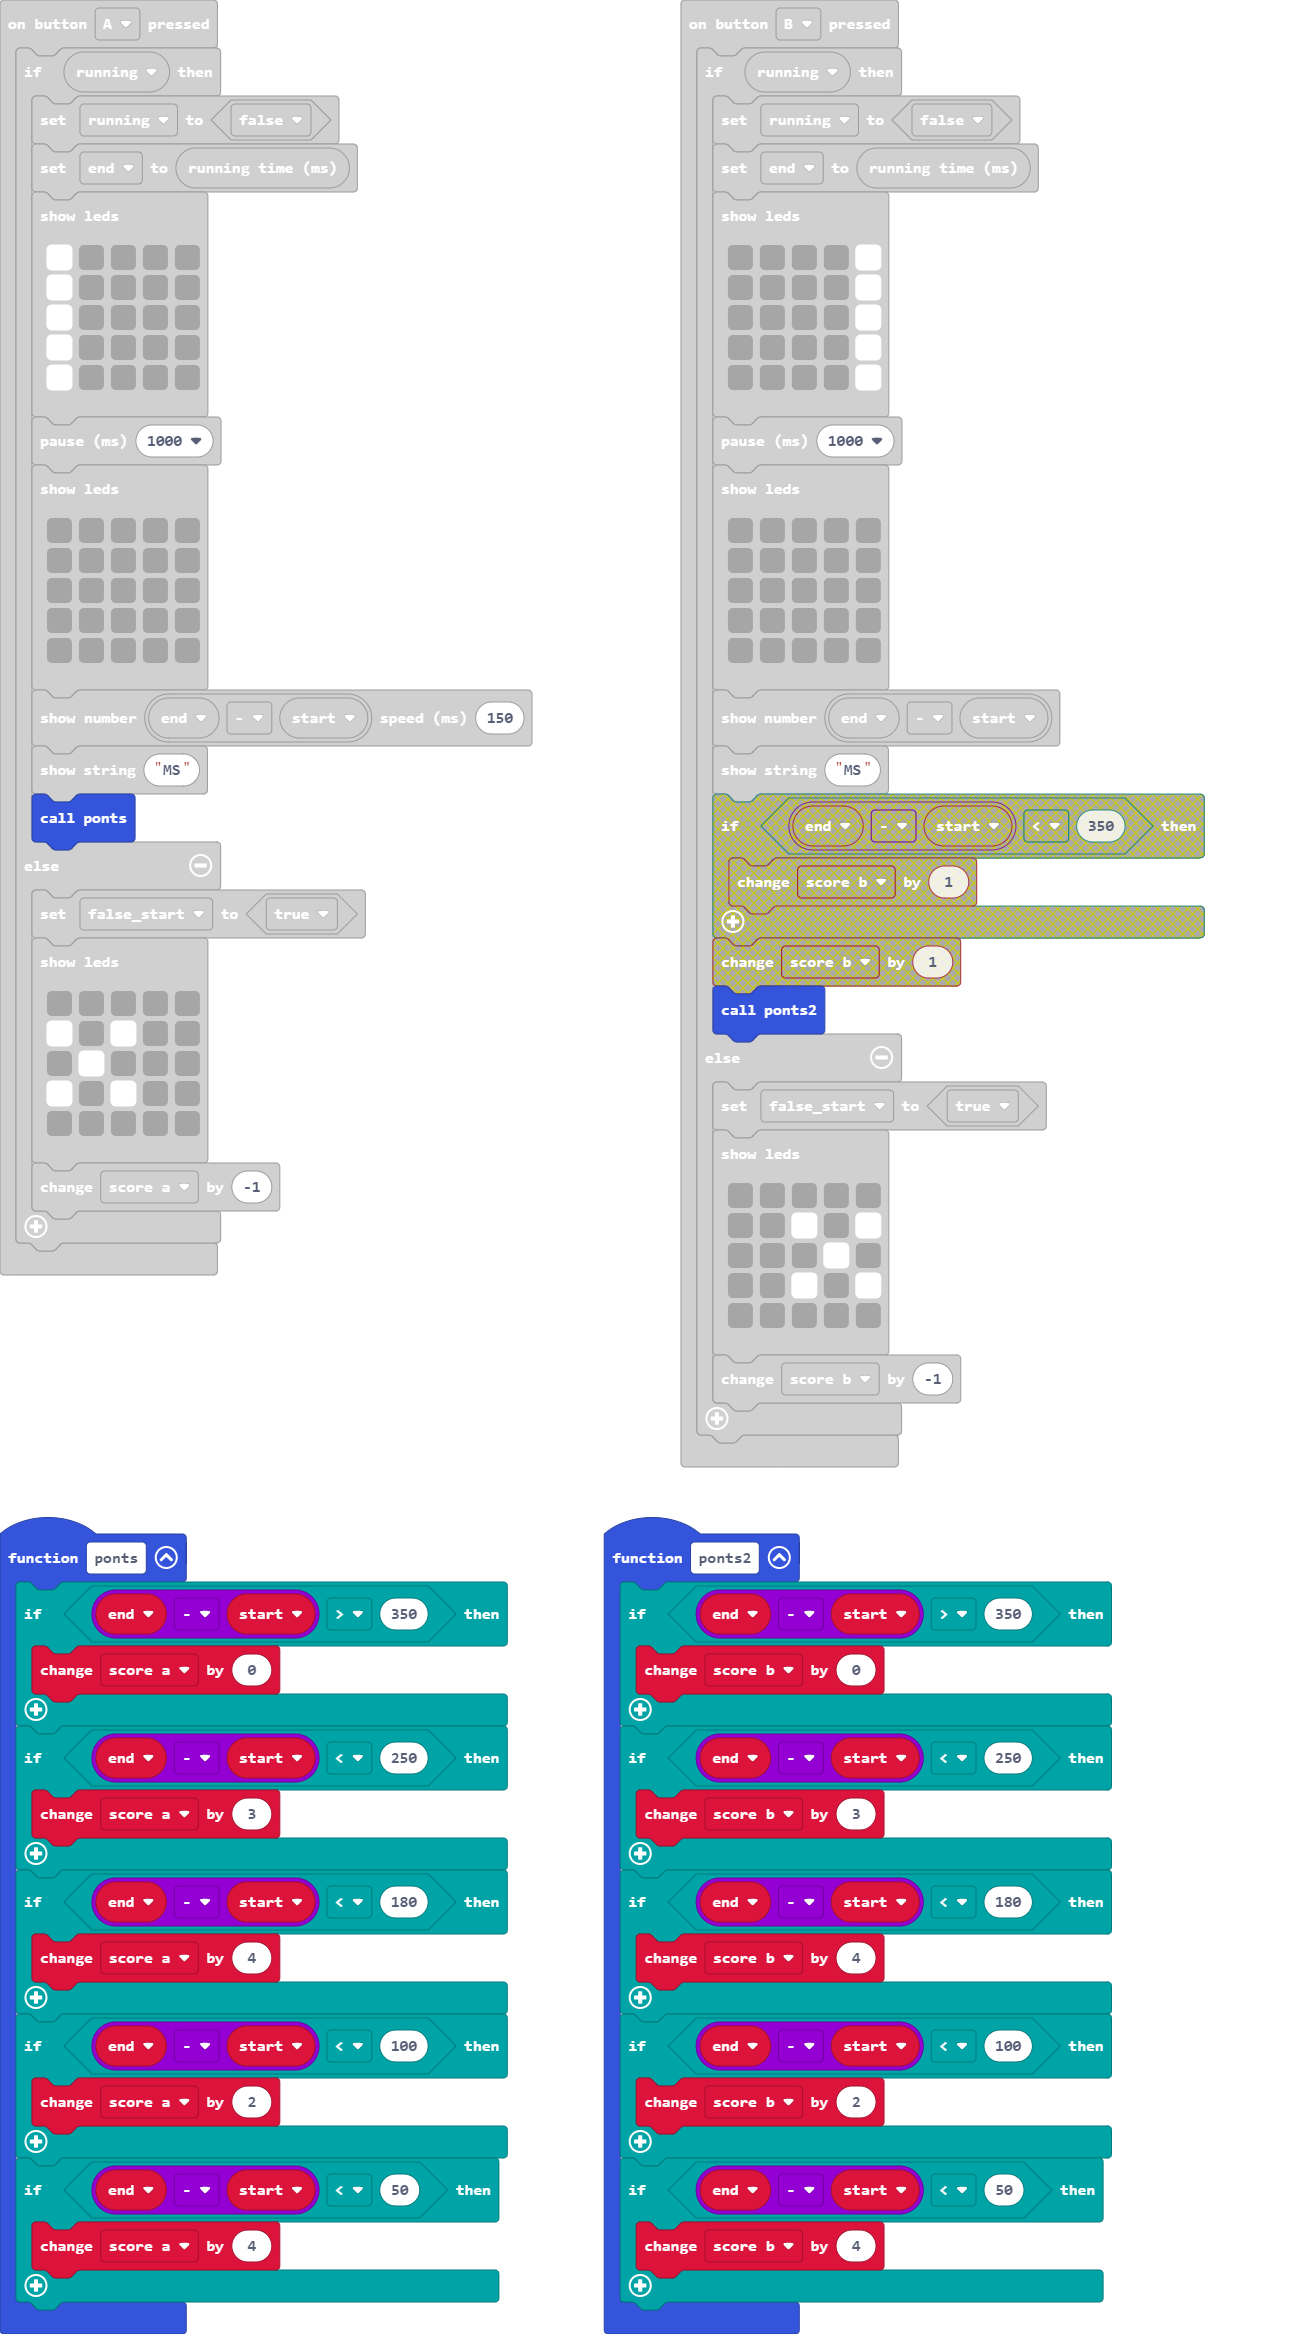 on button A pressed
if running then
set running to false
set end to running time (ms)
show leds
pause (ms) 1000
show leds
show number end - start speed (ms) 150
show string "MS"
call ponts
else
set false_start to true
show leds
change score a by -1
on button B pressed
if running then
set running to false
set end to running time (ms)
show leds
pause (ms) 1000
show leds
show number end - start
show string "MS"
if end - start < 350 then
change score b by 1
change score b by 1
call ponts2
else
set false_start to true
show leds
change score b by -1
function ponts
if end - start > 350 then
change score a by 0
if end - start < 250 then
change score a by 3
if end - start < 180 then
change score a by 4
if end - start < 100 then
change score a by 2
if end - start < 50 then
change score a by 4
function ponts2
if end - start > 350 then
change score b by 0
if end - start < 250 then
change score b by 3
if end - start < 180 then
change score b by 4
if end - start < 100 then
change score b by 2
if end - start < 50 then
change score b by 4